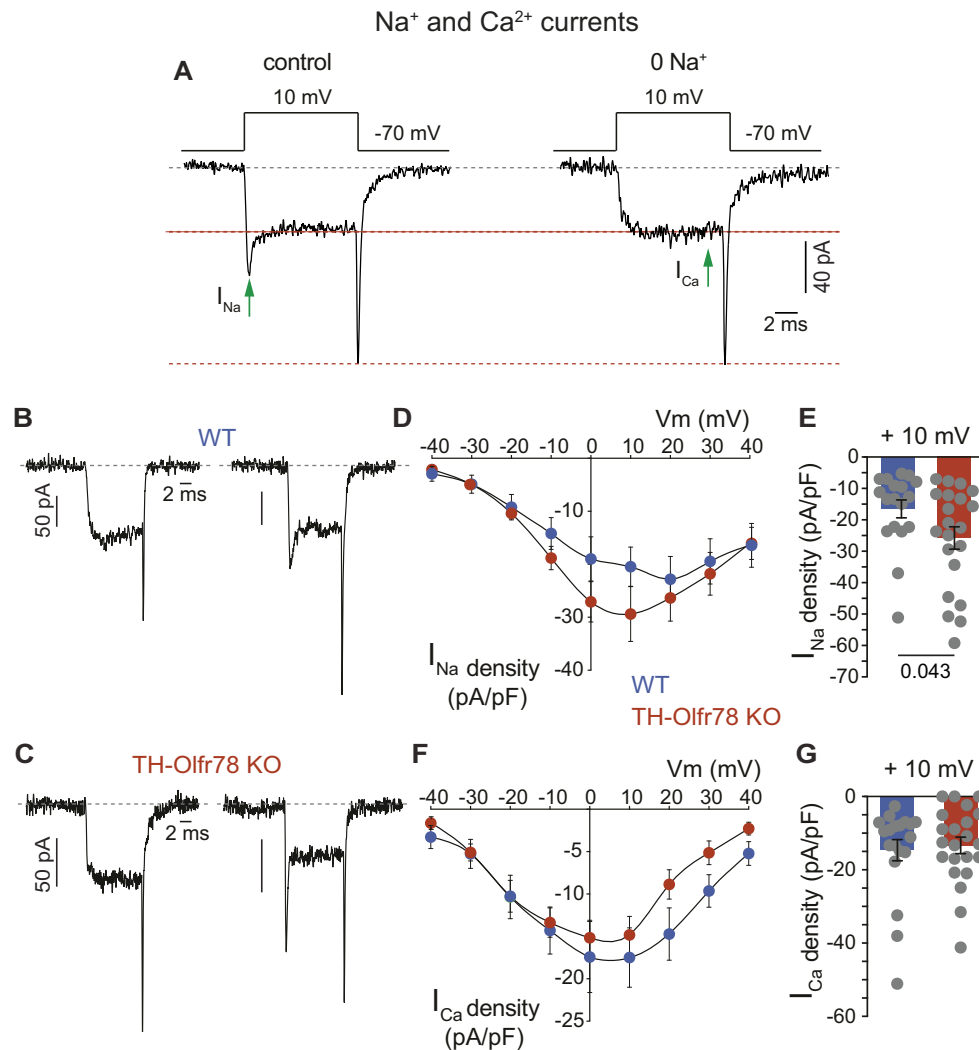 Na⁺ and Ca²⁺ currents
A
control
0 Na⁺
10 mV
10 mV
-70 mV
-70 mV
I_Na
I_Ca
40 pA
2 ms
B
WT
50 pA
2 ms
D
Vm (mV)
-40 -30 -20 -10 0 10 20 30 40
-10
-30
-40
I_Na density
(pA/pF)
WT
TH-Olfr78 KO
E
+ 10 mV
I_Na density (pA/pF)
0
-10
-20
-30
-40
-50
-60
-70
0.043
C
TH-Olfr78 KO
50 pA
2 ms
F
Vm (mV)
-40 -30 -20 -10 0 10 20 30 40
-5
-10
-20
-25
I_Ca density
(pA/pF)
G
+ 10 mV
I_Ca density (pA/pF)
0
-20
-40
-60